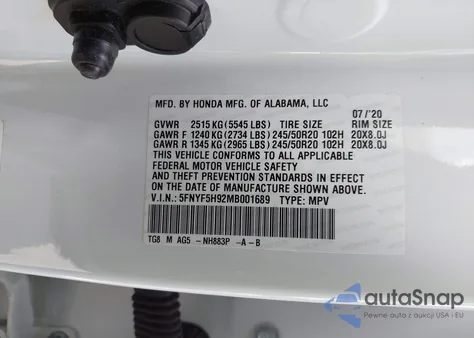 MFD. BY HONDA MFG. OF ALABAMA, LLC
07/'20
GVWR 2515 KG (5545 LBS) TIRE SIZE RIM SIZE
GAWR F 1240 KG (2734 LBS) 245/50R20 102H 20X8.0J
GAWR R 1345 KG (2965 LBS) 245/50R20 102H 20X8.0J
THIS VEHICLE CONFORMS TO ALL APPLICABLE
FEDERAL MOTOR VEHICLE SAFETY
AND THEFT PREVENTION STANDARDS IN EFFECT
ON THE DATE OF MANUFACTURE SHOWN ABOVE.
V.I.N.: 5FNYF5H92MB001689 TYPE: MPV
TG8 M AG5 -NH883P -A-B
autoSnap
Pewne auta z aukcji w USA i EU